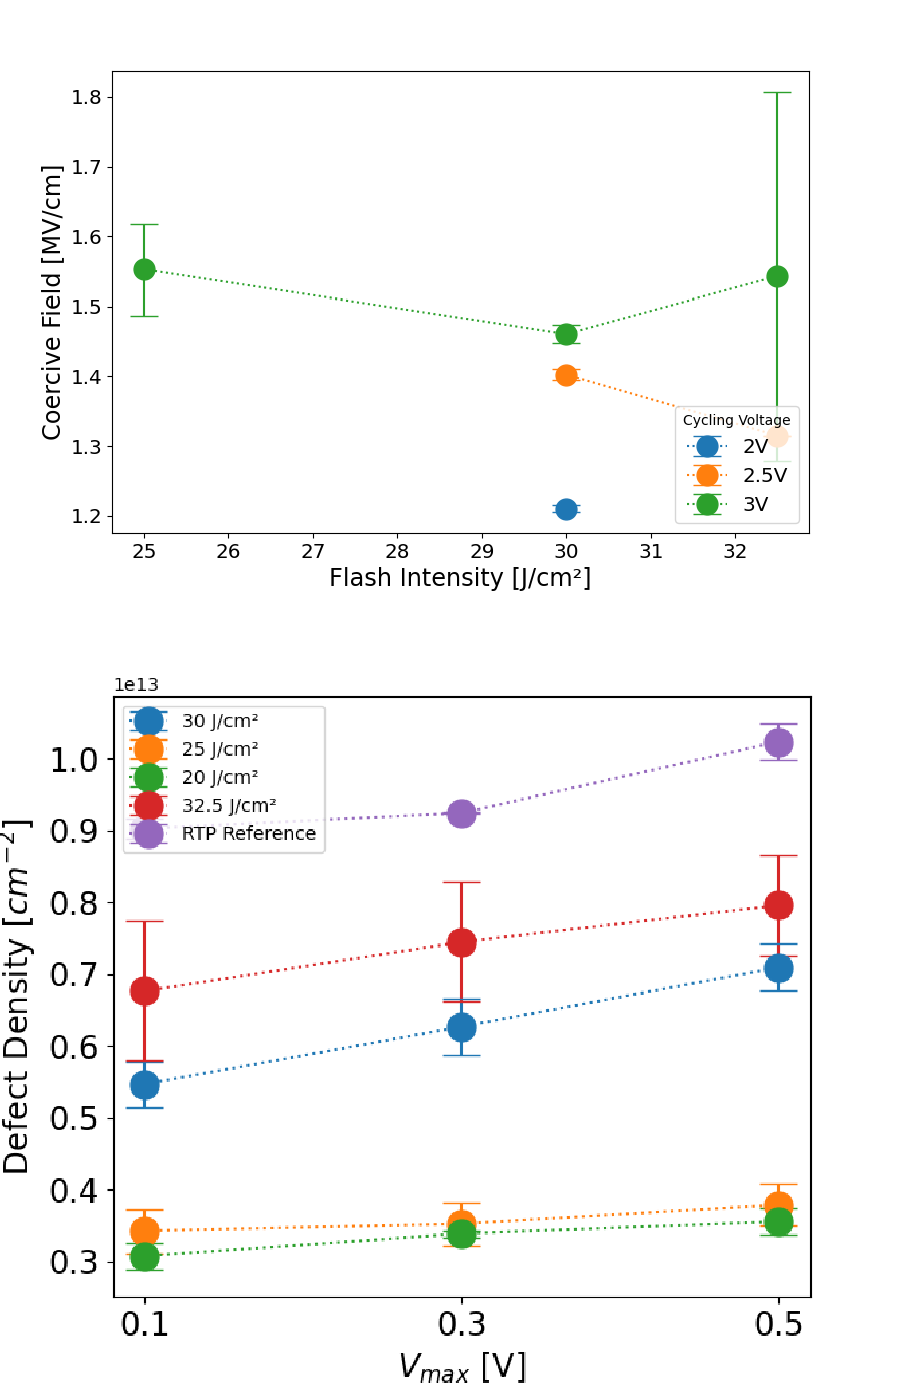 1.8
1.7
1.6
1.5
1.4
1.3
1.2
Coercive Field [MV/cm]
Cycling Voltage
2V
2.5V
3V
25 26 27 28 29 30 31 32
Flash Intensity [J/cm²]
1e13
30 J/cm²
25 J/cm²
20 J/cm²
32.5 J/cm²
RTP Reference
1.0
0.9
0.8
0.7
0.6
0.5
0.4
0.3
Defect Density [cm⁻²]
0.1 0.3 0.5
Vmax [V]